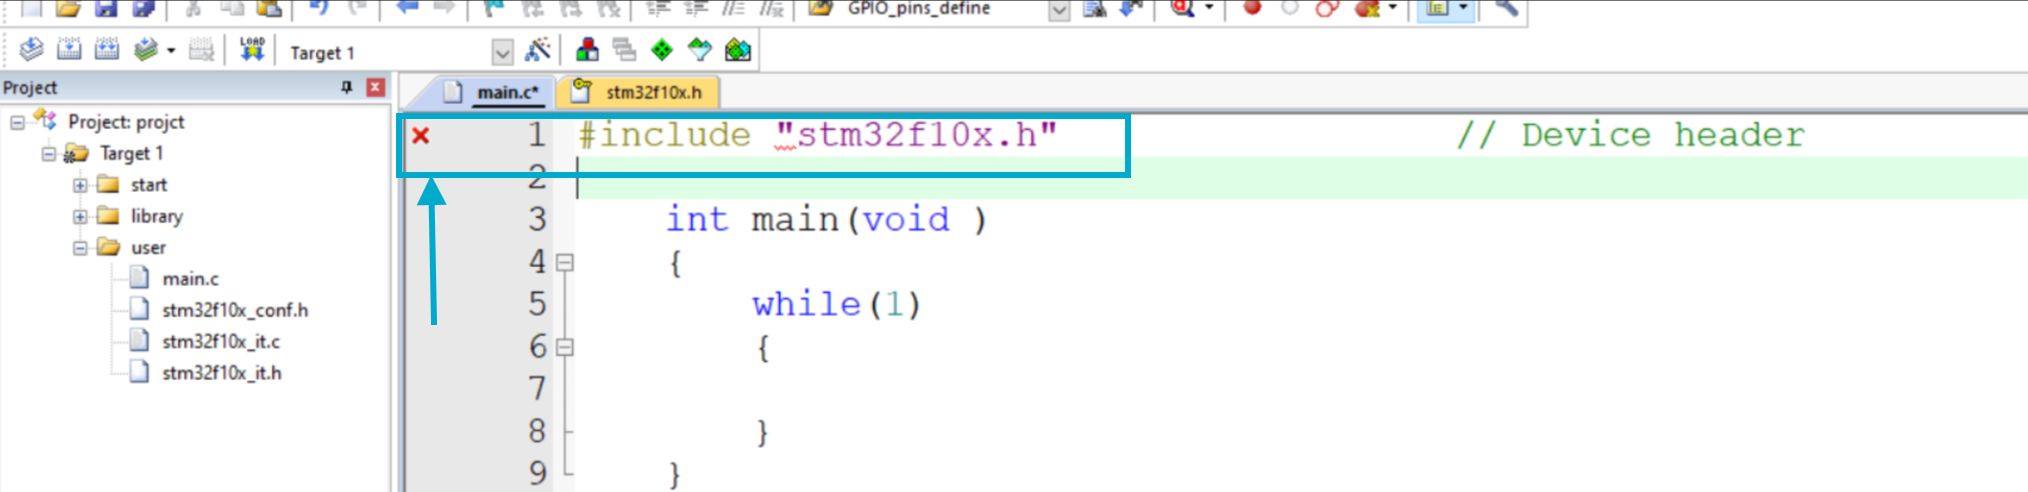 GPIO_pins_define
LOAD
Target 1
Project
main.c*
stm32f10x.h
Project: projct
Target 1
start
library
user
main.c
stm32f10x_conf.h
stm32f10x_it.c
stm32f10x_it.h
1 #include "stm32f10x.h" // Device header
2
3 int main(void )
4 {
5 while(1)
6 {
7
8 }
9 }